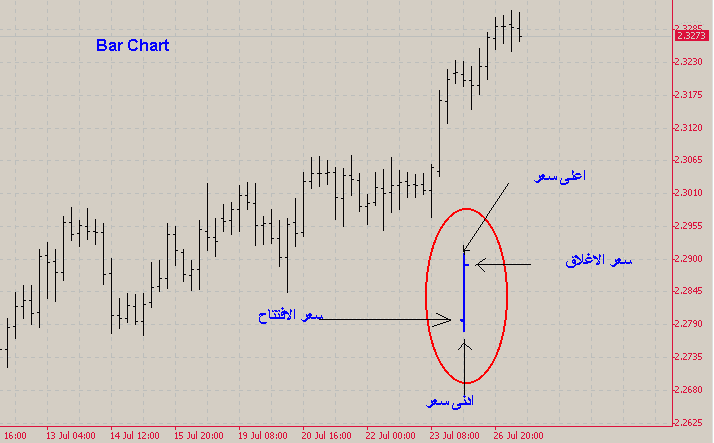 Bar Chart
2.3285
2.3273
2.3230
2.3175
2.3120
2.3065
2.3010
2.2955
2.2900
2.2845
2.2790
2.2735
2.2680
2.2625
اعلى سعر
سعر الاغلاق
سعر الافتتاح
ادنى سعر
16:00
13 Jul 04:00
14 Jul 12:00
15 Jul 20:00
19 Jul 08:00
20 Jul 16:00
22 Jul 00:00
23 Jul 08:00
26 Jul 20:00